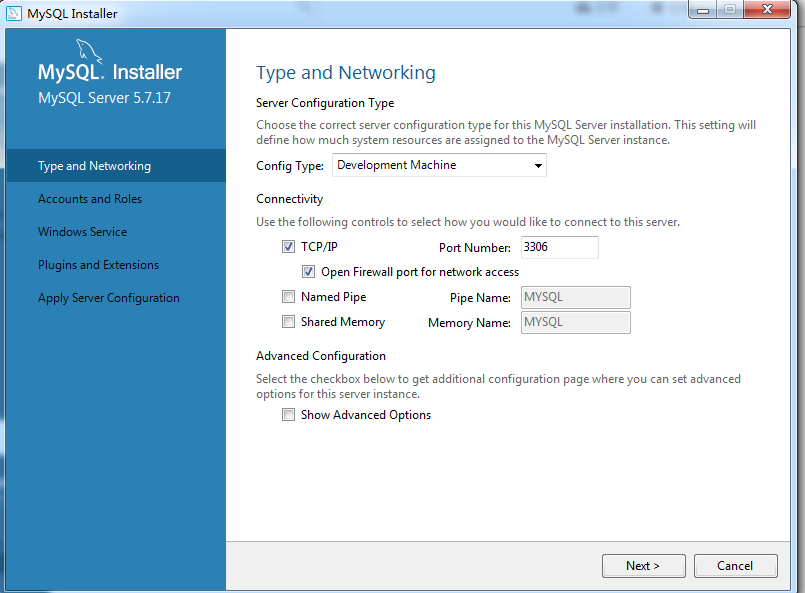 MySQL Installer
MySQL. Installer
MySQL Server 5.7.17
Type and Networking
Accounts and Roles
Windows Service
Plugins and Extensions
Apply Server Configuration
Type and Networking
Server Configuration Type
Choose the correct server configuration type for this MySQL Server installation. This setting will
define how much system resources are assigned to the MySQL Server instance.
Config Type: Development Machine
Connectivity
Use the following controls to select how you would like to connect to this server.
TCP/IP Port Number: 3306
Open Firewall port for network access
Named Pipe Pipe Name: MYSQL
Shared Memory Memory Name: MYSQL
Advanced Configuration
Select the checkbox below to get additional configuration page where you can set advanced
options for this server instance.
Show Advanced Options
Next > Cancel